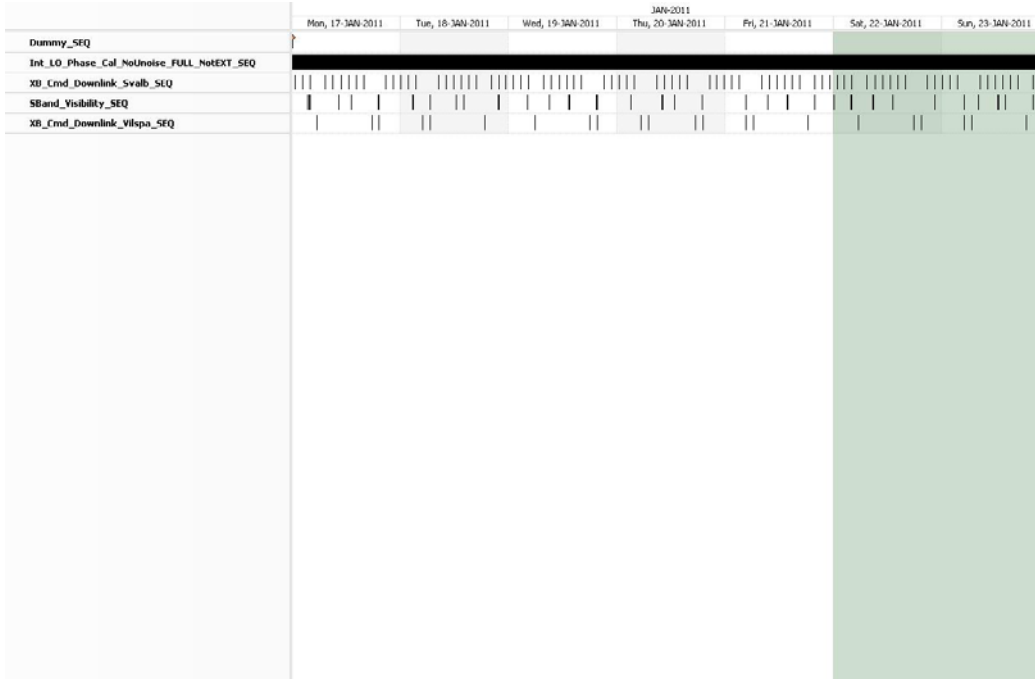 JAN-2011
Mon, 17-JAN-2011 Tue, 18-JAN-2011 Wed, 19-JAN-2011 Thu, 20-JAN-2011 Fri, 21-JAN-2011 Sat, 22-JAN-2011 Sun, 23-JAN-2011
Dummy_SEQ
Int_LO_Phase_Cal_NoUnoise_FULL_NotEXT_SEQ
XB_Cmd_Downlink_Svalb_SEQ
SBand_Visibility_SEQ
XB_Cmd_Downlink_Vilspa_SEQ